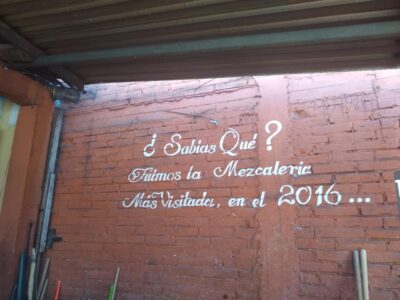 ¿ Sabias Qué ?
Fuimos la Mezcaleria
Más Visitada, en el 2016 ...